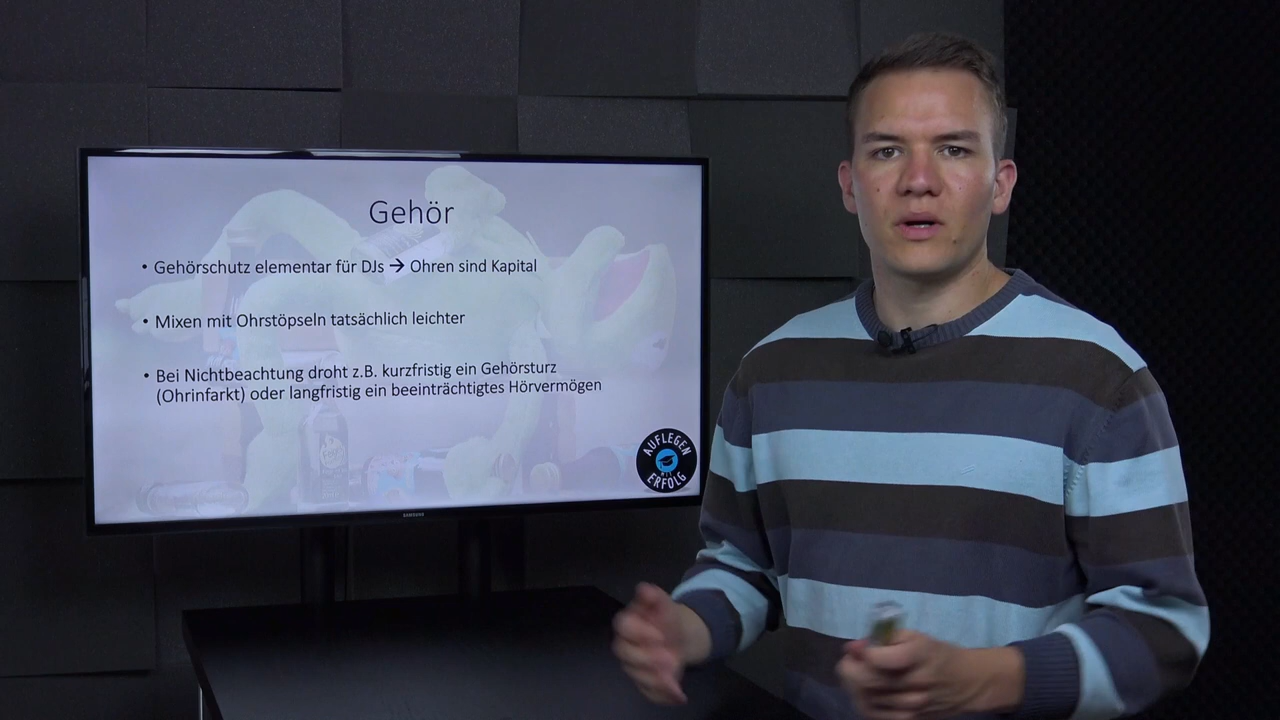 Gehör
• Gehörschutz elementar für DJs → Ohren sind Kapital
• Mixen mit Ohrstöpseln tatsächlich leichter
• Bei Nichtbeachtung droht z.B. kurzfristig ein Gehörsturz
(Ohrinfarkt) oder langfristig ein beeinträchtigtes Hörvermögen
AUFLEGEN
MIT
ERFOLG
SAMSUNG